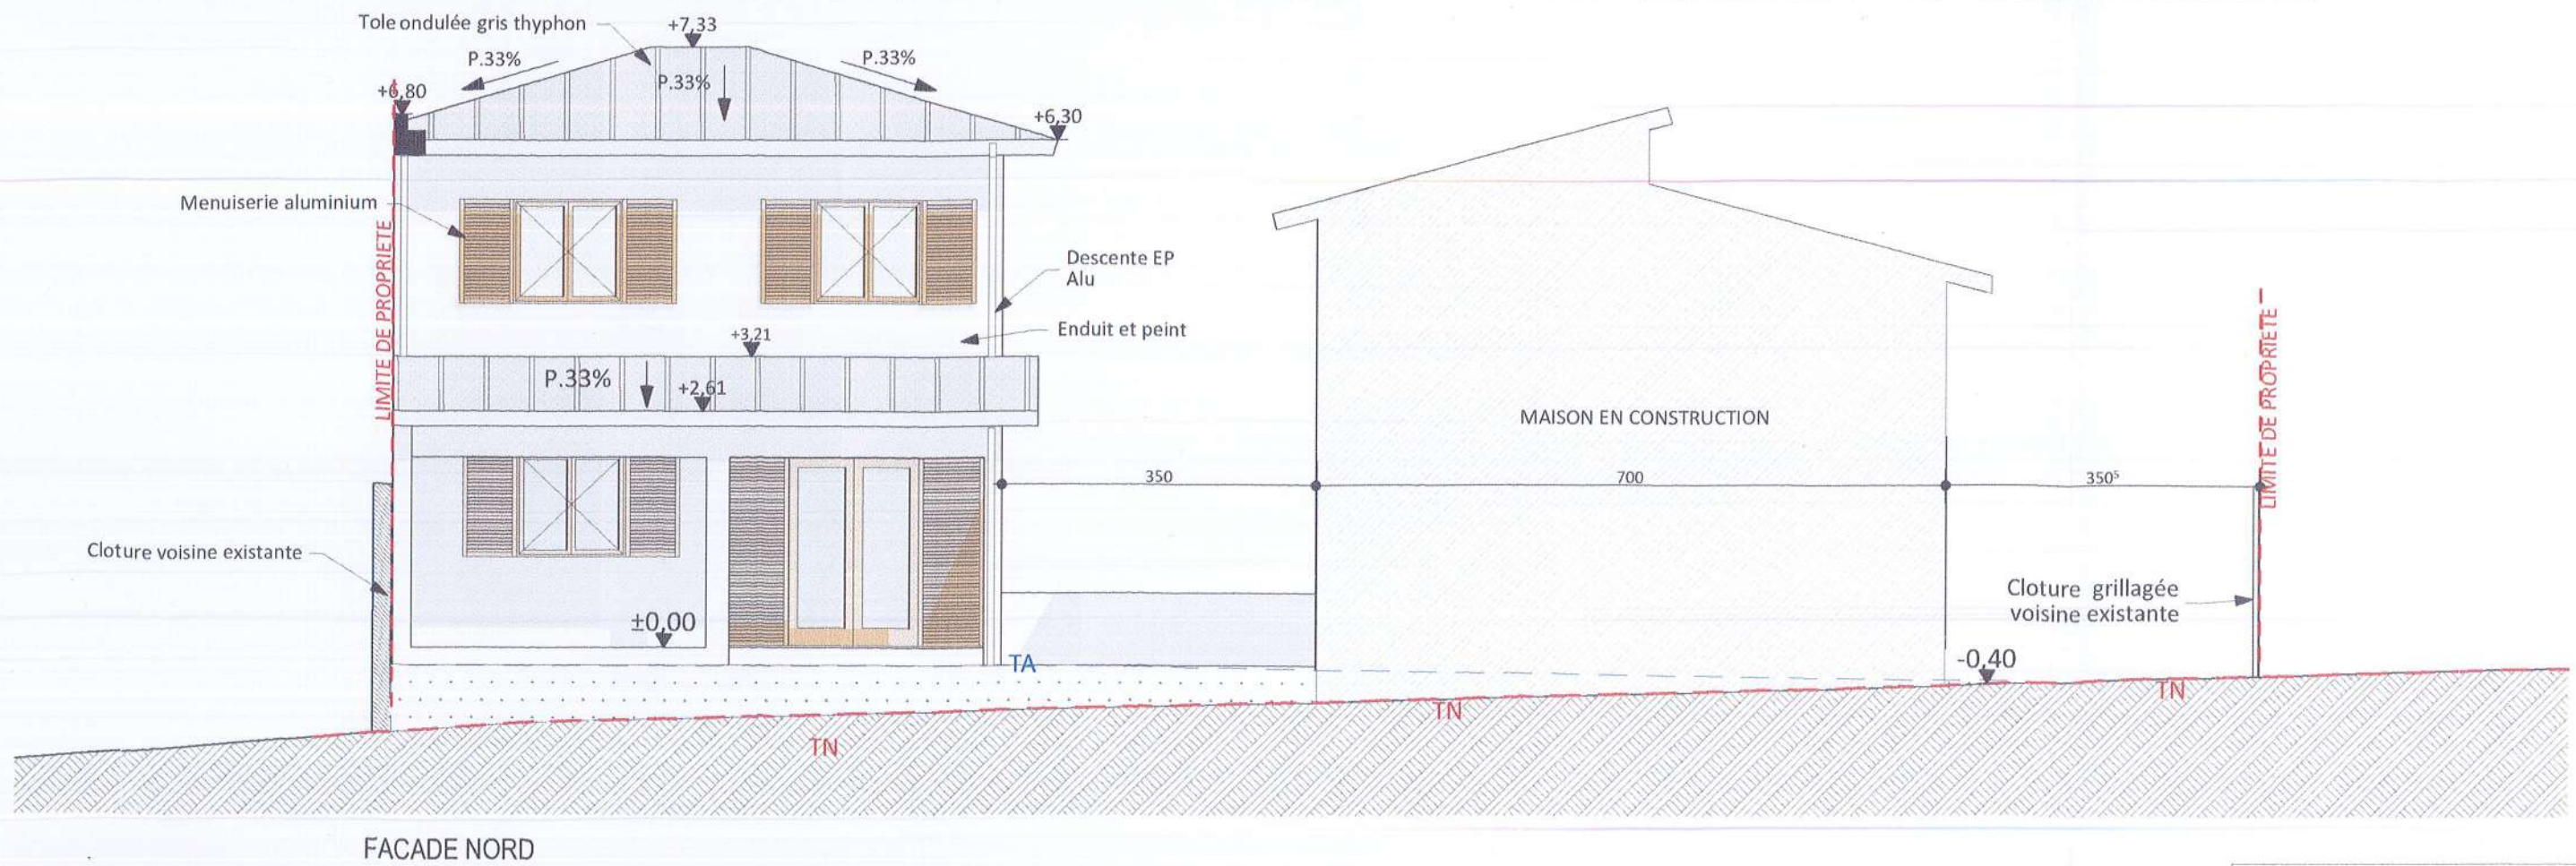 Tole ondulée gris thyphon
+7,33
P.33%
P.33%
P.33%
+6,80
+6,30
Menuiserie aluminium
LIMITE DE PROPRIETE
Descente EP
Alu
Enduit et peint
+3,21
P.33%
+2,61
LIMITE DE PROPRIETE
MAISON EN CONSTRUCTION
350
700
350⁵
Cloture voisine existante
Cloture grillagée
voisine existante
±0,00
TA
-0,40
TN
TN
TN
FACADE NORD